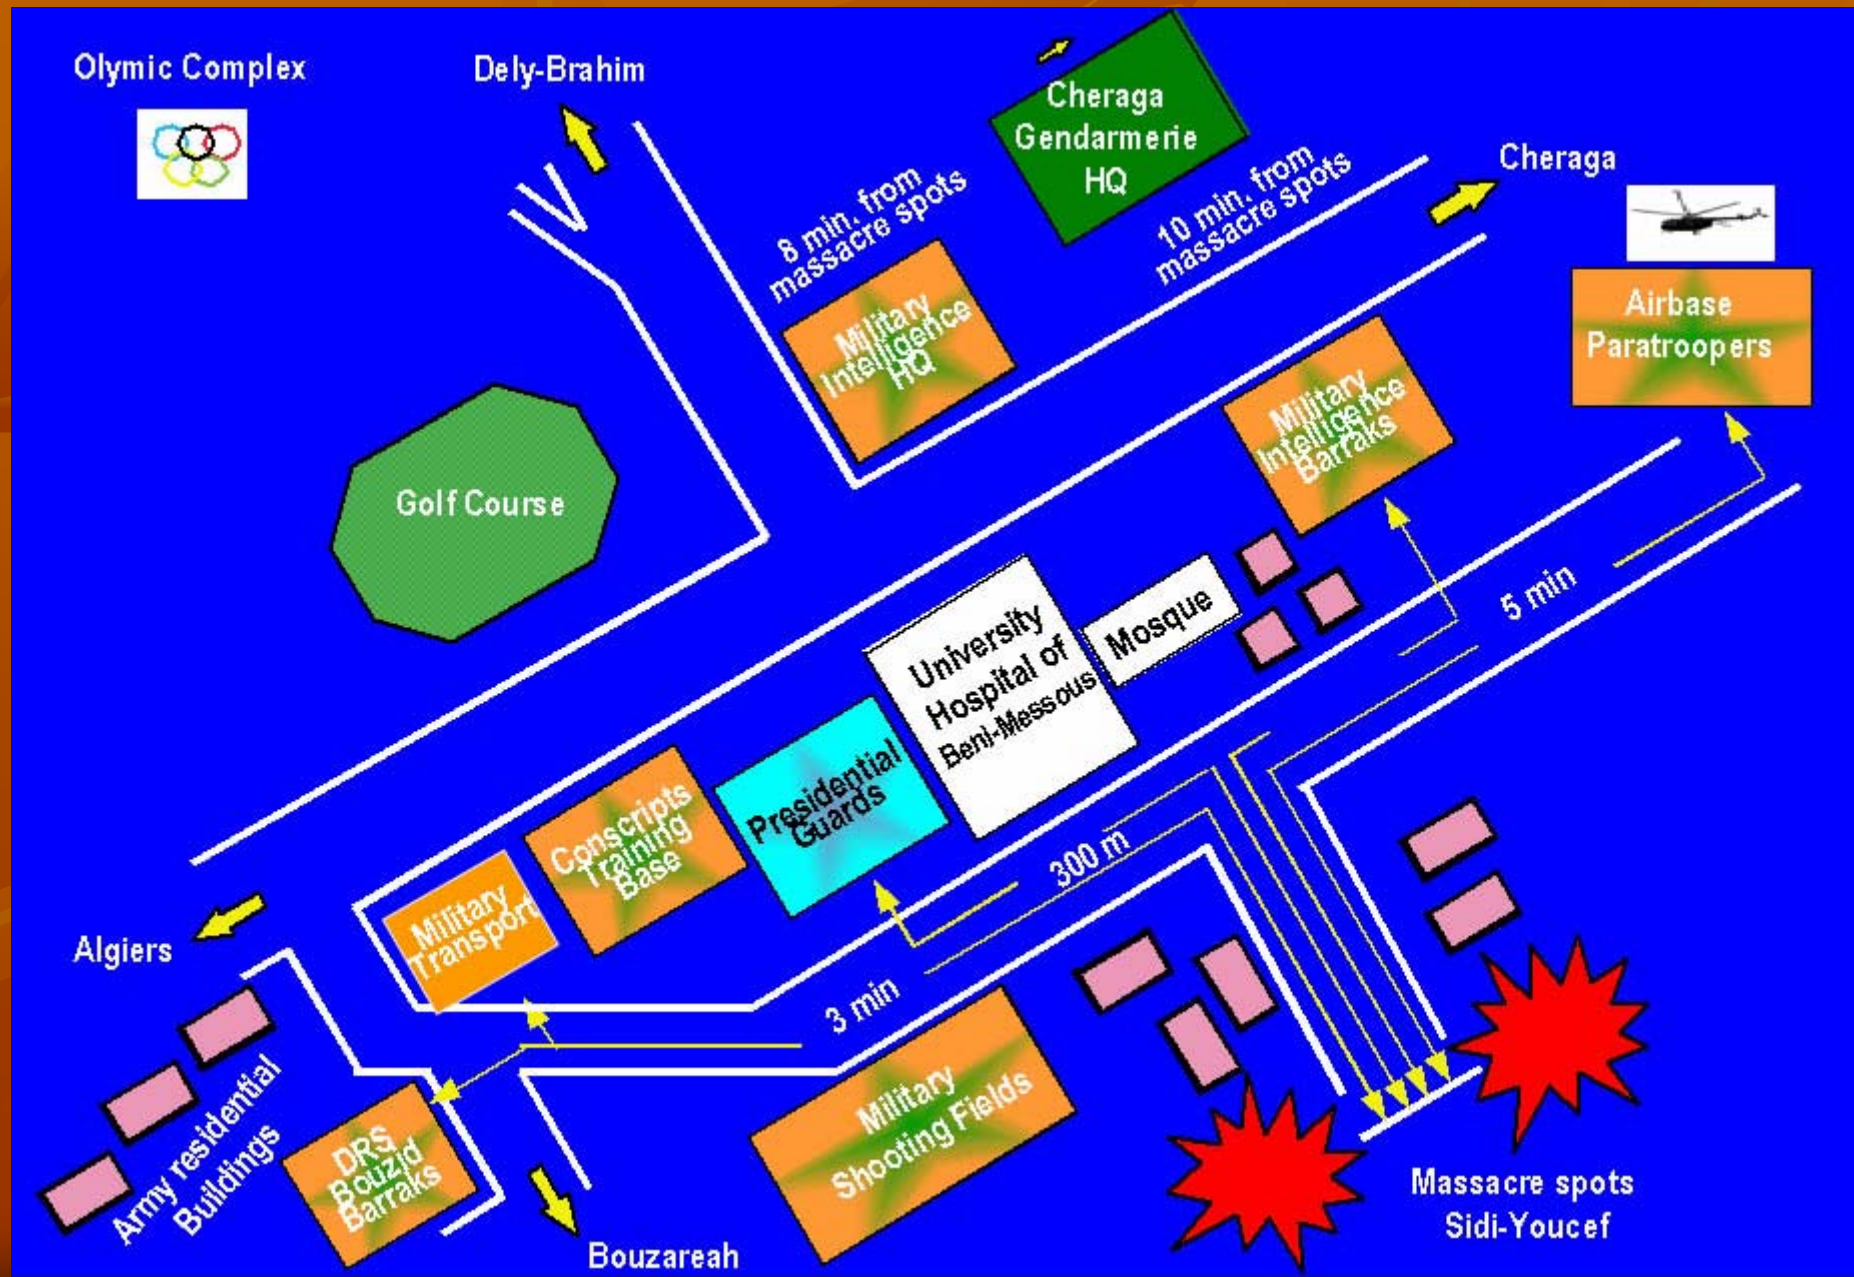 Olymic Complex
Dely-Brahim
Cheraga
Gendarmerie
HQ
Cheraga
8 min. from
massacre spots
10 min. from
massacre spots
Military
Intelligence
HQ
Airbase
Paratroopers
Military
Intelligence
Barraks
Golf Course
5 min
University
Hospital of
Beni-Messous
Mosque
Presidential
Guards
Conscripts
Training
Base
300 m
Military
Transport
Algiers
3 min
Army residential
Buildings
DRS
Bouzid
Barraks
Military
Shooting Fields
Massacre spots
Sidi-Youcef
Bouzareah